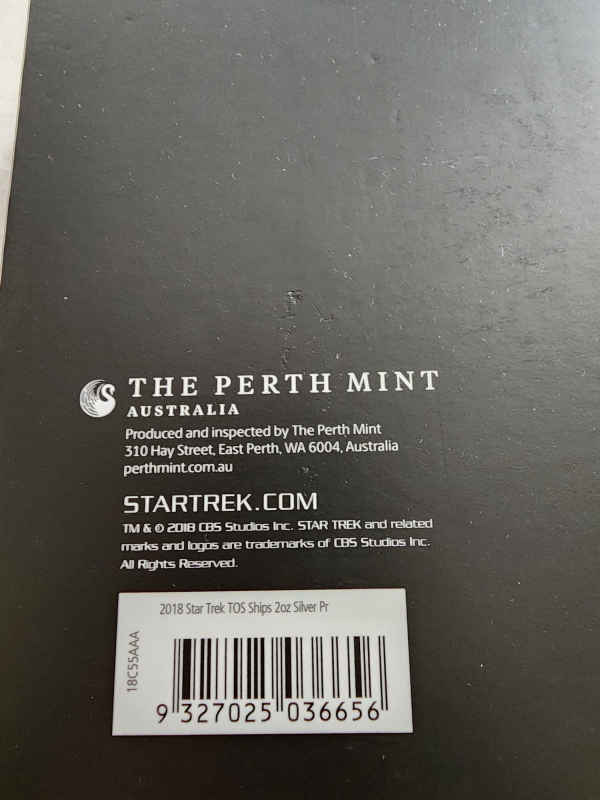 THE PERTH MINT
AUSTRALIA
Produced and inspected by The Perth Mint
310 Hay Street, East Perth, WA 6004, Australia
perthmint.com.au
STARTREK.COM
TM & © 2018 CBS Studios Inc. STAR TREK and related
marks and logos are trademarks of CBS Studios Inc.
All Rights Reserved.
2018 Star Trek TOS Ships 2oz Silver Pr
18C55AAA
9 327025 036656